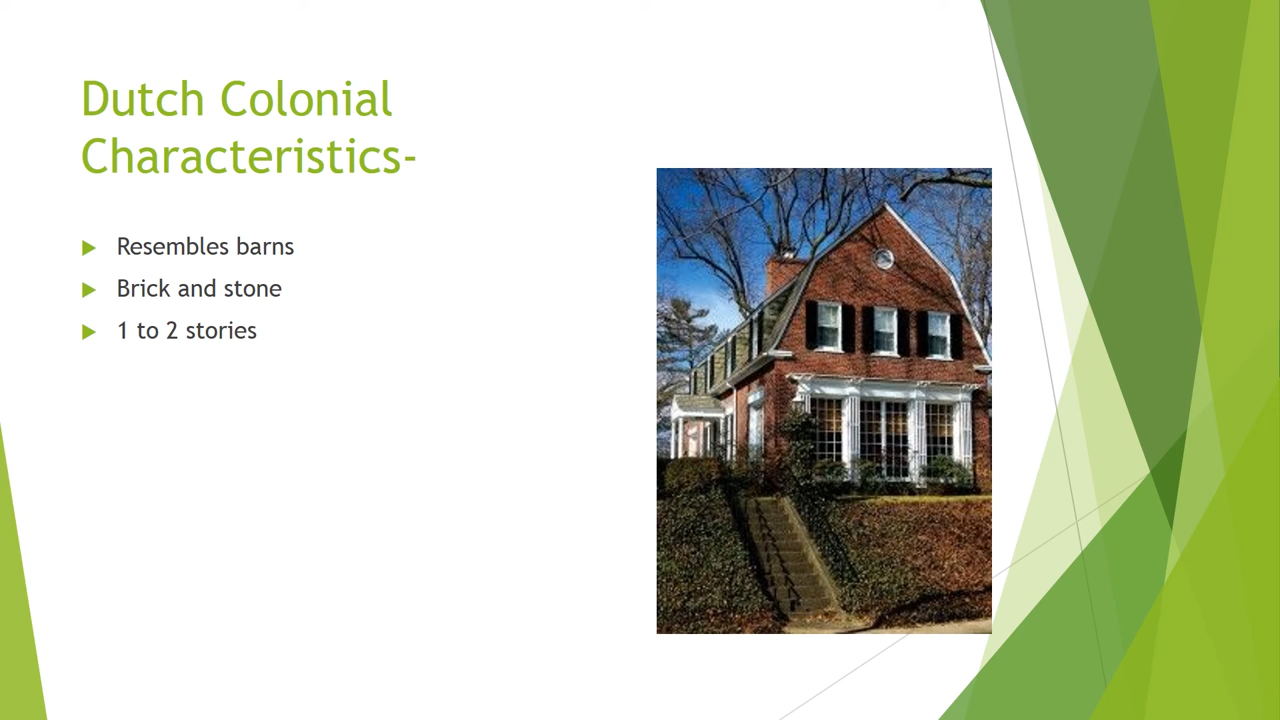 Dutch Colonial
Characteristics-
Resembles barns
Brick and stone
1 to 2 stories